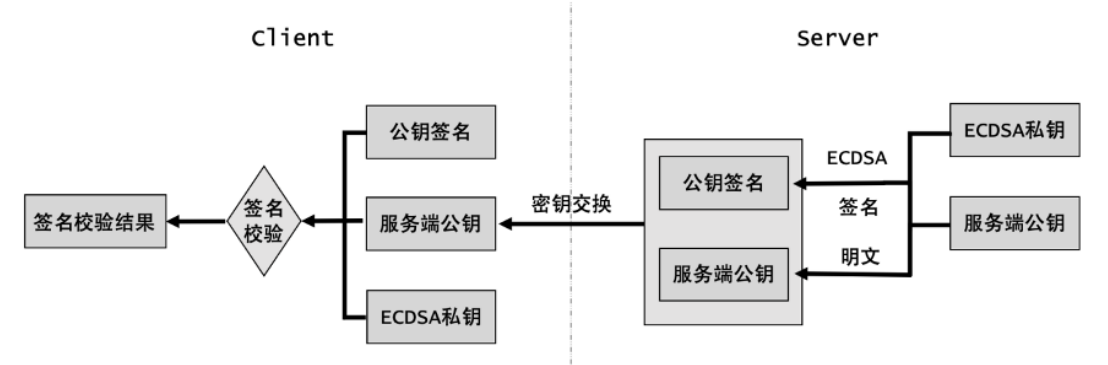 Client
Server
公钥签名
服务端公钥
ECDSA私钥
签名
校验
签名校验结果
密钥交换
公钥签名
服务端公钥
ECDSA
签名
明文
ECDSA私钥
服务端公钥